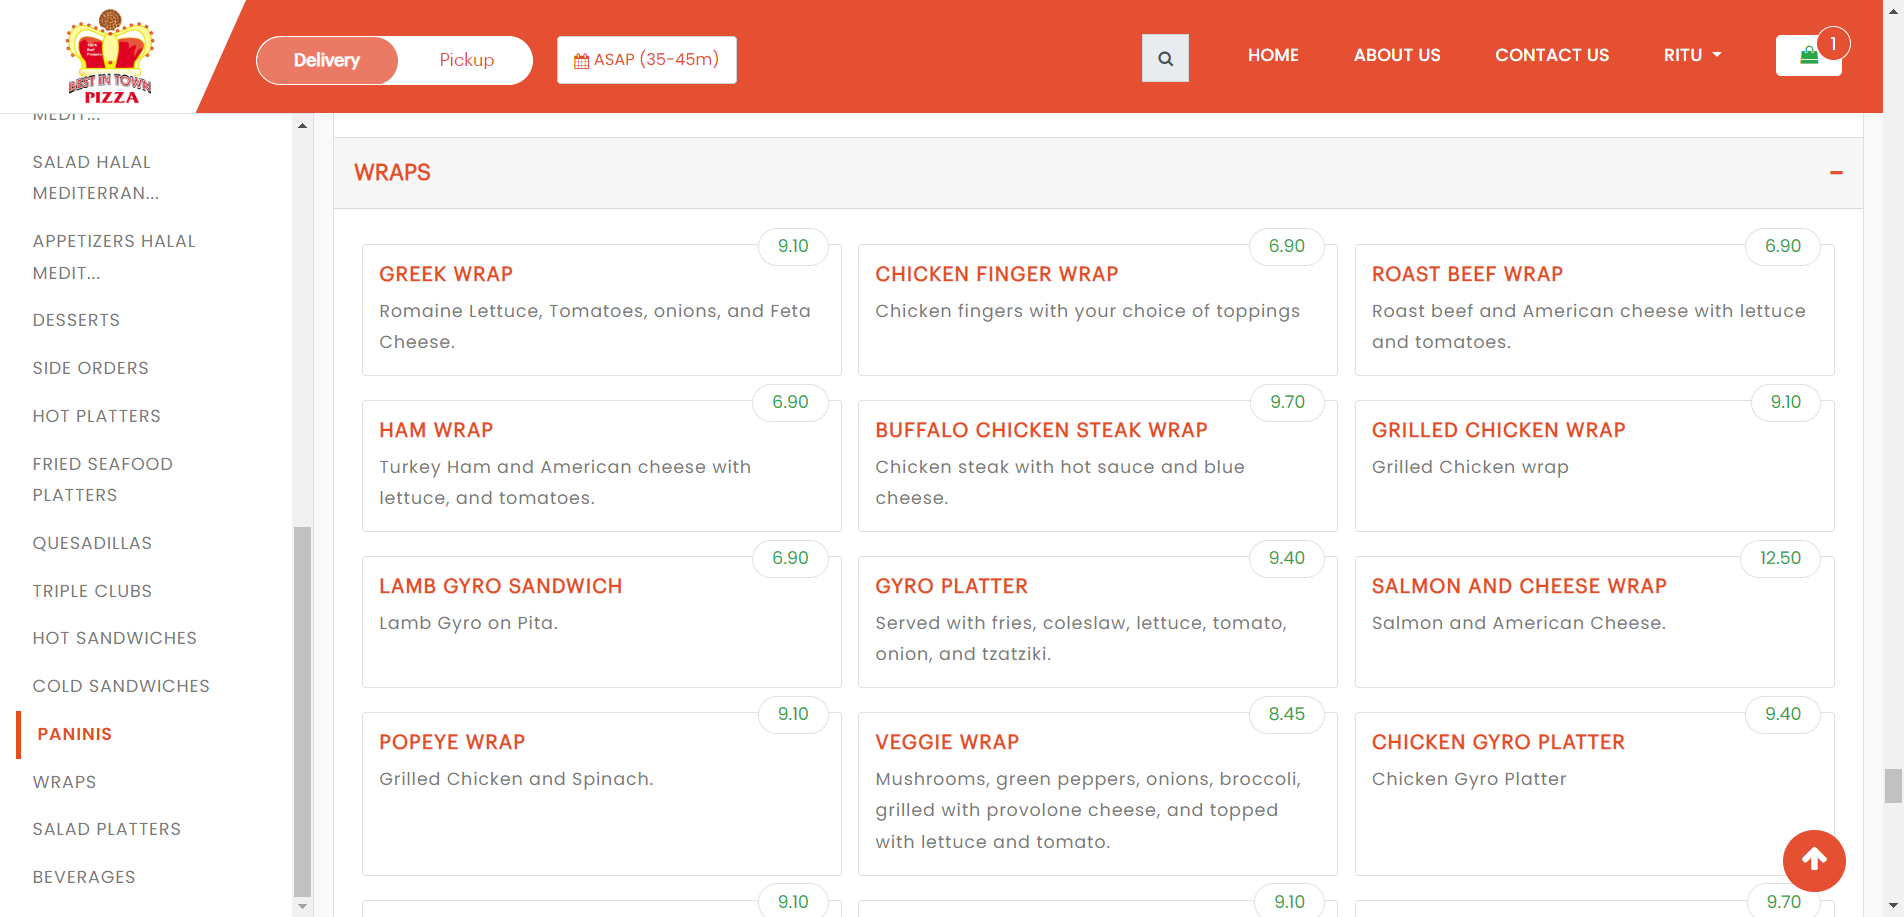 BEST IN TOWN
PIZZA
Delivery
Pickup
ASAP (35-45m)
HOME
ABOUT US
CONTACT US
RITU
1
MEDIT...
SALAD HALAL
MEDITERRAN...
APPETIZERS HALAL
MEDIT...
DESSERTS
SIDE ORDERS
HOT PLATTERS
FRIED SEAFOOD
PLATTERS
QUESADILLAS
TRIPLE CLUBS
HOT SANDWICHES
COLD SANDWICHES
PANINIS
WRAPS
SALAD PLATTERS
BEVERAGES
WRAPS
9.10
GREEK WRAP
Romaine Lettuce, Tomatoes, onions, and Feta
Cheese.
6.90
CHICKEN FINGER WRAP
Chicken fingers with your choice of toppings
6.90
ROAST BEEF WRAP
Roast beef and American cheese with lettuce
and tomatoes.
6.90
HAM WRAP
Turkey Ham and American cheese with
lettuce, and tomatoes.
9.70
BUFFALO CHICKEN STEAK WRAP
Chicken steak with hot sauce and blue
cheese.
9.10
GRILLED CHICKEN WRAP
Grilled Chicken wrap
6.90
LAMB GYRO SANDWICH
Lamb Gyro on Pita.
9.40
GYRO PLATTER
Served with fries, coleslaw, lettuce, tomato,
onion, and tzatziki.
12.50
SALMON AND CHEESE WRAP
Salmon and American Cheese.
9.10
POPEYE WRAP
Grilled Chicken and Spinach.
8.45
VEGGIE WRAP
Mushrooms, green peppers, onions, broccoli,
grilled with provolone cheese, and topped
with lettuce and tomato.
9.40
CHICKEN GYRO PLATTER
Chicken Gyro Platter
9.10
9.10
9.70